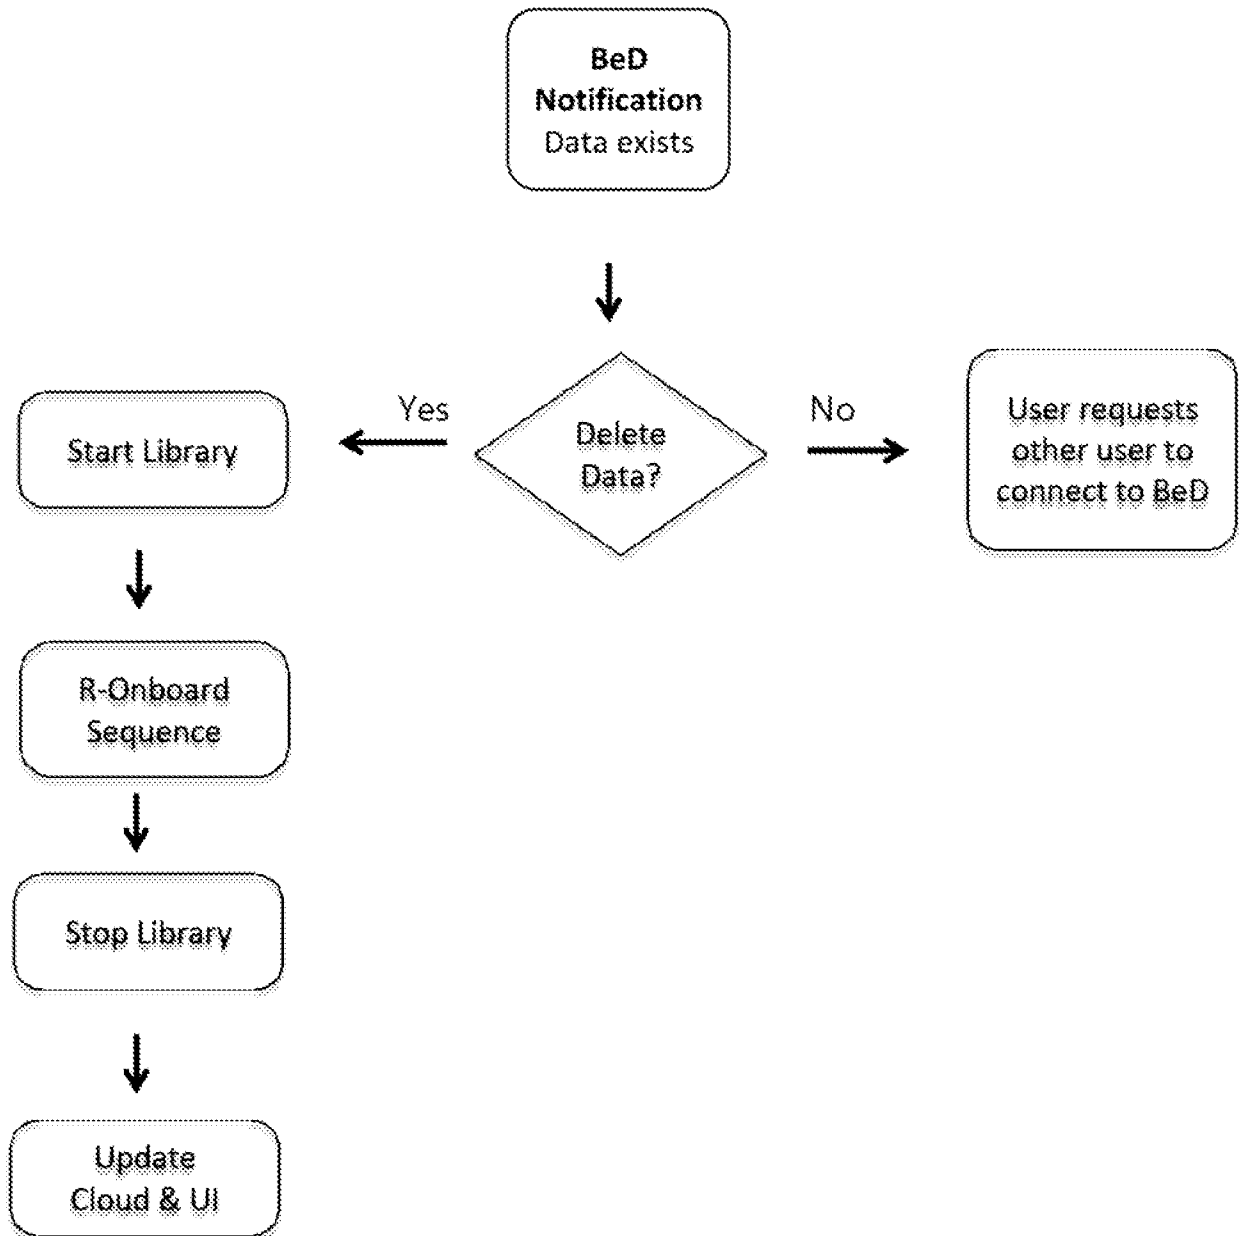 BeD
Notification
Data exists
Yes
Delete
Data?
No
User requests
other user to
connect to BeD
Start Library
R-Onboard
Sequence
Stop Library
Update
Cloud & UI